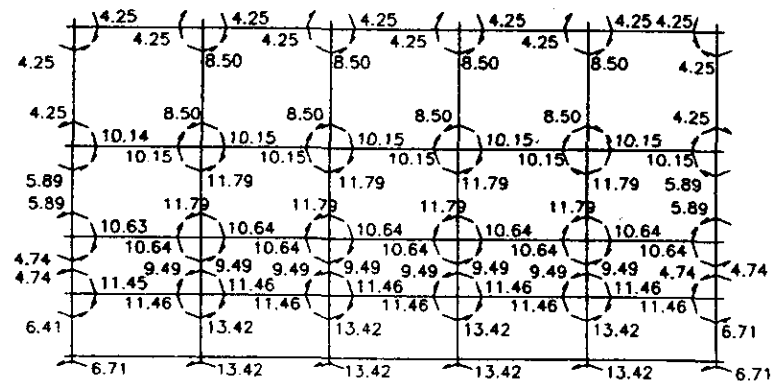 4.25 4.25 4.25 4.25 4.25 4.25
4.25 4.25 4.25 4.25
4.25 8.50 8.50 8.50 8.50 4.25
4.25 8.50 8.50 8.50 8.50 4.25
10.14 10.15 10.15 10.15 10.15
10.15 10.15 10.15 10.15 10.15
5.89 11.79 11.79 11.79 11.79 5.89
5.89 11.79 11.79 11.79 11.79 5.89
10.63 10.64 10.64 10.64 10.64
10.64 10.64 10.64 10.64 10.64
4.74 9.49 9.49 9.49 9.49 4.74
4.74 9.49 9.49 9.49 9.49 4.74
11.45 11.46 11.46 11.46 11.46
11.46 11.46 11.46 11.46 11.46
6.41 13.42 13.42 13.42 13.42 6.71
6.71 13.42 13.42 13.42 13.42 6.71